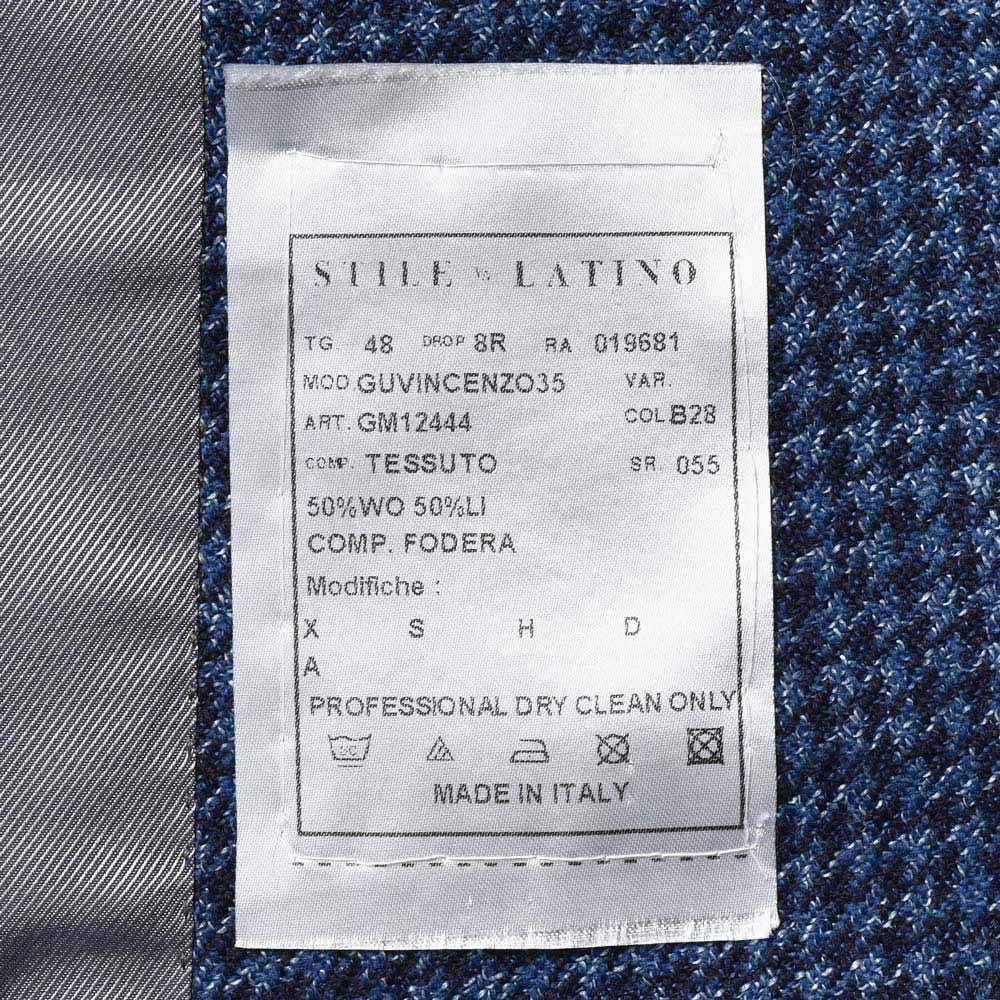 STILE LATINO
TG. 48 DROP 8R RA 019681
MOD GUVINCENZO35 VAR.
ART. GM12444 COL.B28
COMP. TESSUTO SR. 055
50%WO 50%LI
COMP. FODERA
Modifiche :
X S H D
A
PROFESSIONAL DRY CLEAN ONLY
MADE IN ITALY